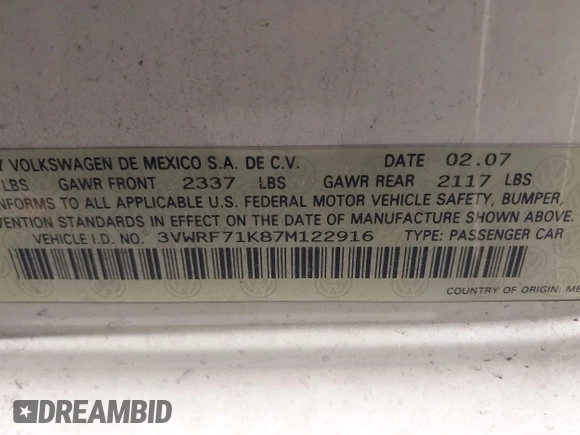 Y VOLKSWAGEN DE MEXICO S.A. DE C.V. DATE 02.07
LBS GAWR FRONT 2337 LBS GAWR REAR 2117 LBS
NFORMS TO ALL APPLICABLE U.S. FEDERAL MOTOR VEHICLE SAFETY, BUMPER,
VENTION STANDARDS IN EFFECT ON THE DATE OF MANUFACTURE SHOWN ABOVE.
VEHICLE I.D. NO. 3VWRF71K87M122916 TYPE: PASSENGER CAR
COUNTRY OF ORIGIN: ME
DREAMBID